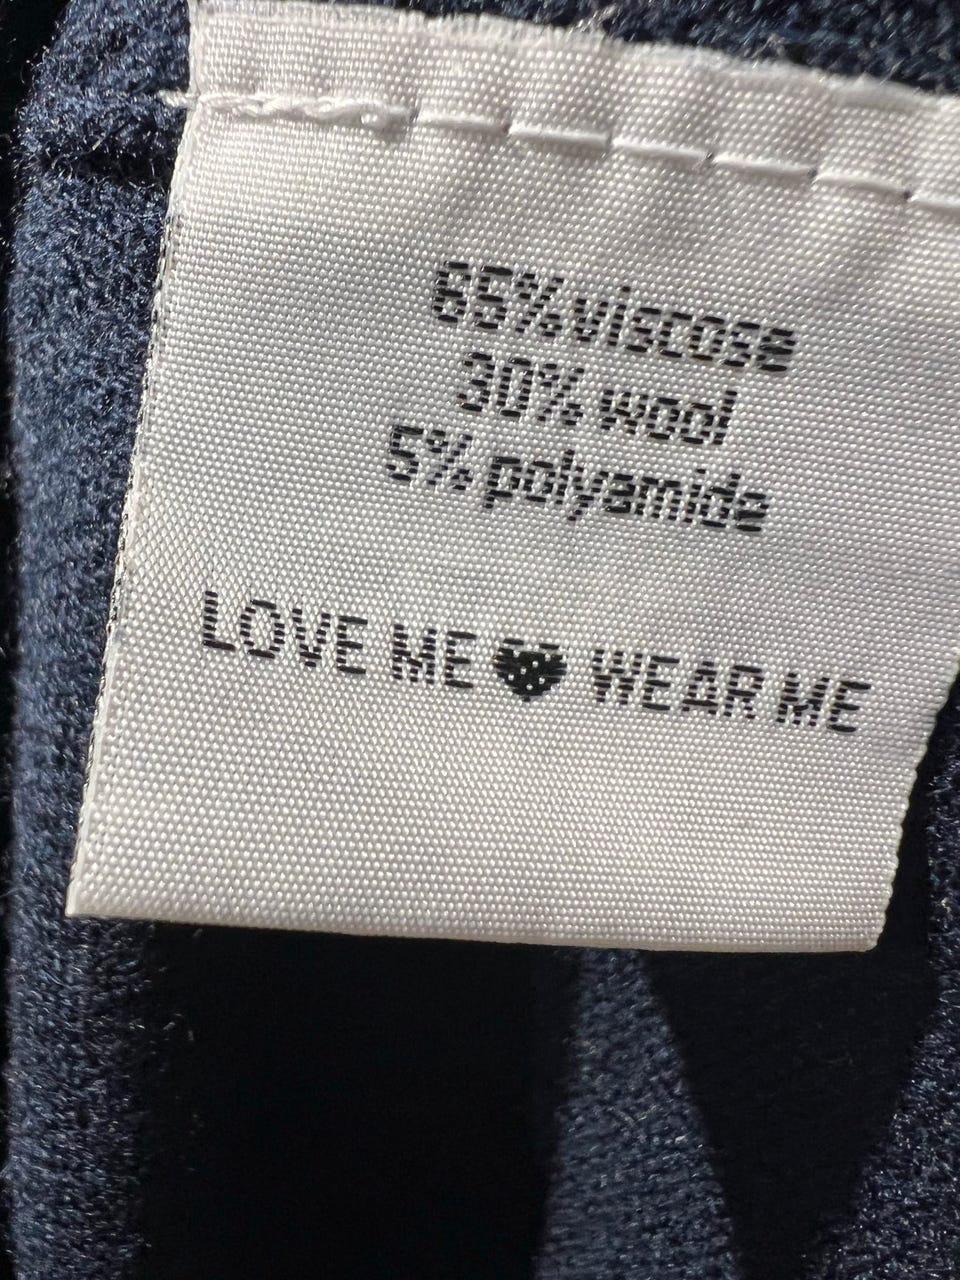 65% viscose
30% wool
5% polyamide
LOVE ME ♥ WEAR ME